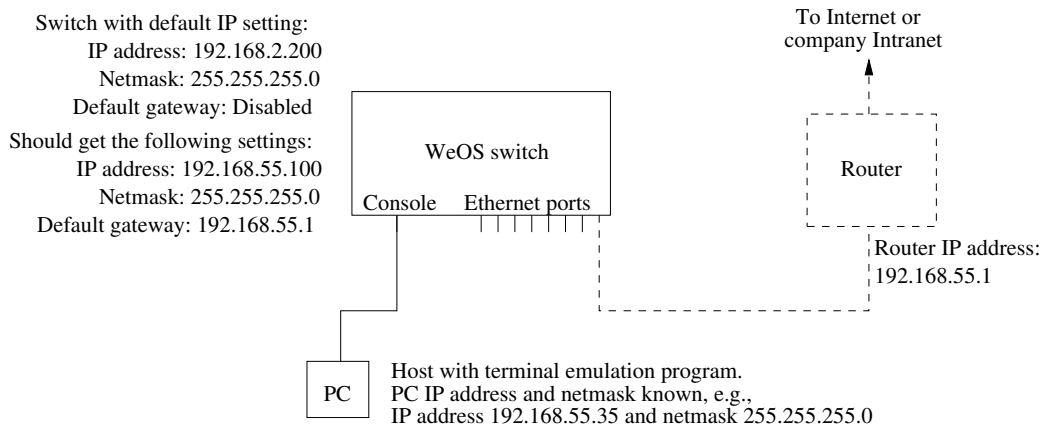 Switch with default IP setting:
IP address: 192.168.2.200
Netmask: 255.255.255.0
Default gateway: Disabled
Should get the following settings:
IP address: 192.168.55.100
Netmask: 255.255.255.0
Default gateway: 192.168.55.1
WeOS switch
Console
Ethernet ports
To Internet or
company Intranet
Router
Router IP address:
192.168.55.1
PC
Host with terminal emulation program.
PC IP address and netmask known, e.g.,
IP address 192.168.55.35 and netmask 255.255.255.0